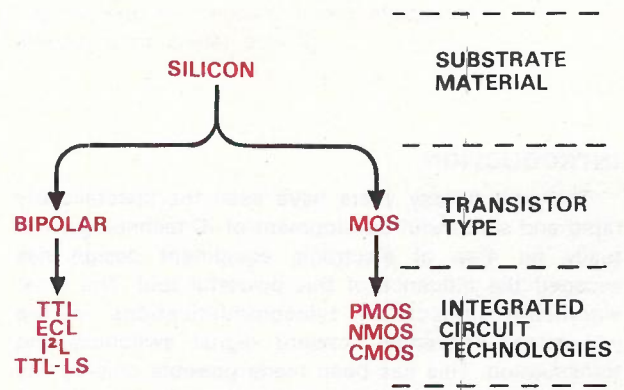 SILICON
SUBSTRATE
MATERIAL
BIPOLAR
MOS
TRANSISTOR
TYPE
TTL
ECL
I²L
TTL-LS
PMOS
NMOS
CMOS
INTEGRATED
CIRCUIT
TECHNOLOGIES